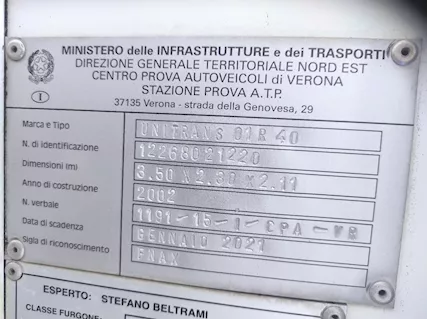 MINISTERO delle INFRASTRUTTURE e dei TRASPORTI
DIREZIONE GENERALE TERRITORIALE NORD EST
CENTRO PROVA AUTOVEICOLI di VERONA
STAZIONE PROVA A.T.P.
37135 Verona - strada della Genovesa, 29
I
Marca e Tipo UNITRANS 01R 40
N. di identificazione 12268021220
Dimensioni (m) 3.50 X 2.30 X 2.11
Anno di costruzione 2002
N. verbale 1191-15-1-CPA-VR
Data di scadenza GENNAIO 2021
Sigla di riconoscimento FNAX
ESPERTO: STEFANO BELTRAMI
CLASSE FURGONE: